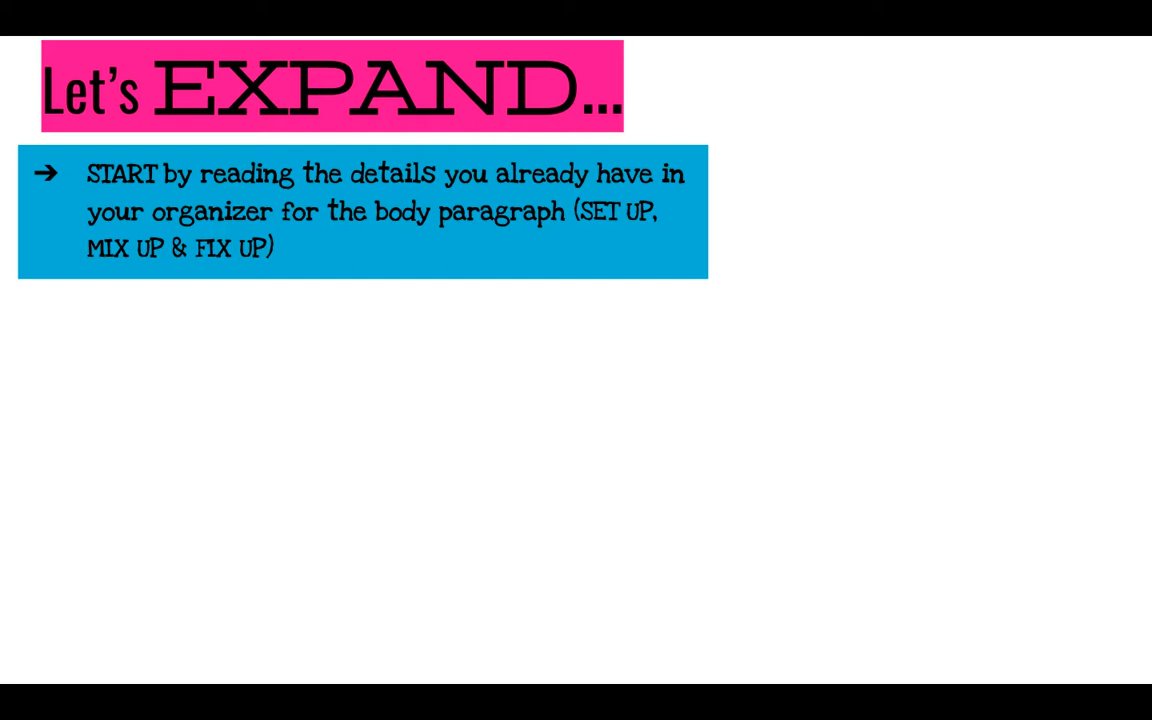 Let's EXPAND...
➔ START by reading the details you already have in
your organizer for the body paragraph (SET UP,
MIX UP & FIX UP)